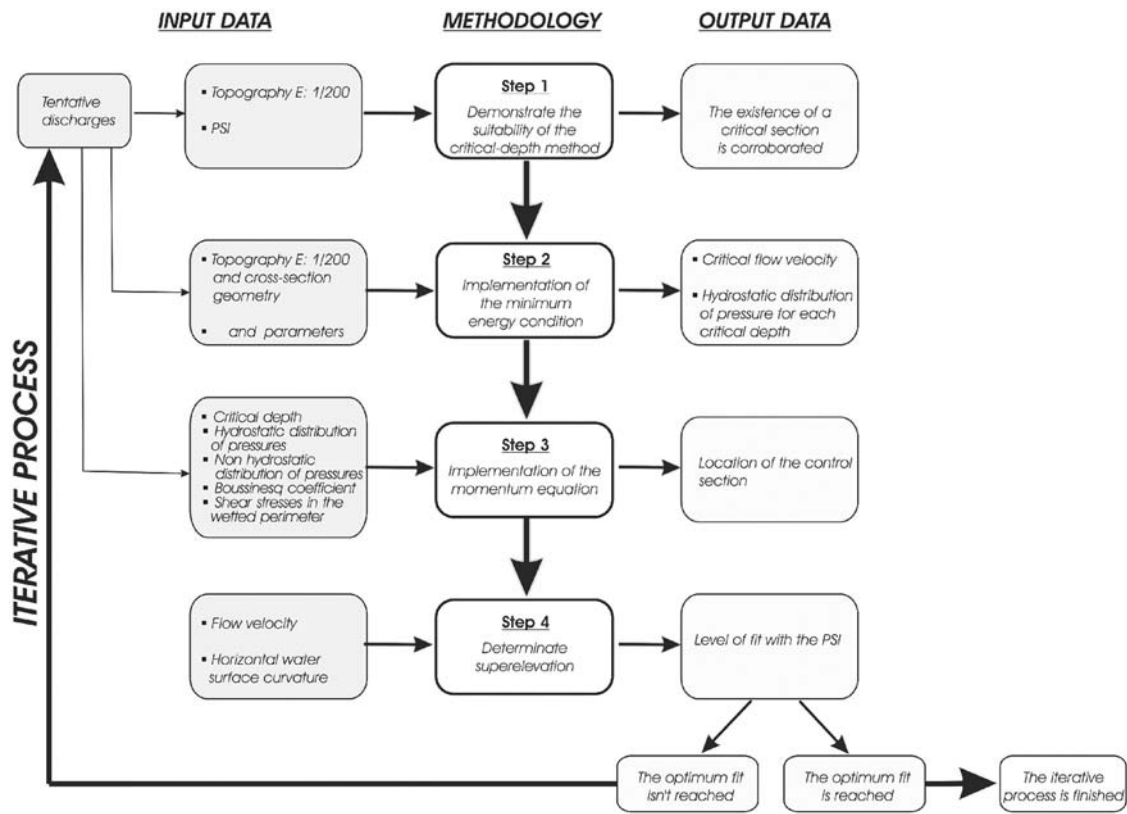 INPUT DATA
METHODOLOGY
OUTPUT DATA
Tentative
discharges
▪ Topography E: 1/200
▪ PSI
Step 1
Demonstrate the
suitability of the
critical-depth method
The existence of a
critical section
is corroborated
▪ Topography E: 1/200
and cross-section
geometry
▪ and parameters
Step 2
Implementation of
the minimum
energy condition
▪ Critical flow velocity
▪ Hydrostatic distribution
of pressure for each
critical depth
▪ Critical depth
▪ Hydrostatic distribution
of pressures
▪ Non hydrostatic
distribution of pressures
▪ Boussinesq coefficient
▪ Shear stresses in the
wetted perimeter
Step 3
Implementation of the
momentum equation
Location of the control
section
▪ Flow velocity
▪ Horizontal water
surface curvature
Step 4
Determinate
superelevation
Level of fit with the PSI
The optimum fit
isn't reached
The optimum fit
is reached
The iterative
process is finished
ITERATIVE PROCESS